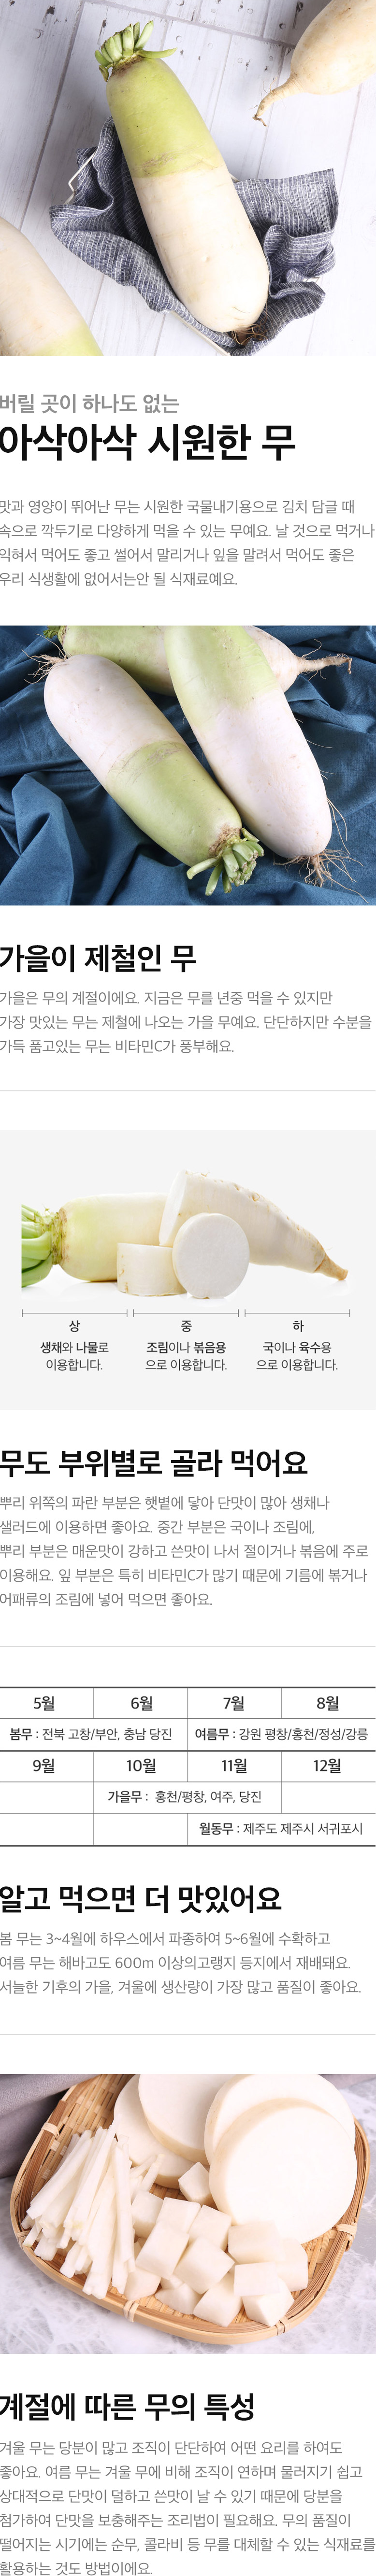 버릴 곳이 하나도 없는
아삭아삭 시원한 무
맛과 영양이 뛰어난 무는 시원한 국물내기용으로 김치 담글 때
속으로 깍두기로 다양하게 먹을 수 있는 무예요. 날 것으로 먹거나
익혀서 먹어도 좋고 썰어서 말리거나 잎을 말려서 먹어도 좋은
우리 식생활에 없어서는안 될 식재료예요.
가을이 제철인 무
가을은 무의 계절이에요. 지금은 무를 년중 먹을 수 있지만
가장 맛있는 무는 제철에 나오는 가을 무예요. 단단하지만 수분을
가득 품고있는 무는 비타민C가 풍부해요.
상 중 하
생채와 나물로 조림이나 볶음용 국이나 육수용
이용합니다. 으로 이용합니다. 으로 이용합니다.
무도 부위별로 골라 먹어요
뿌리 위쪽의 파란 부분은 햇볕에 닿아 단맛이 많아 생채나
샐러드에 이용하면 좋아요. 중간 부분은 국이나 조림에,
뿌리 부분은 매운맛이 강하고 쓴맛이 나서 절이거나 볶음에 주로
이용해요. 잎 부분은 특히 비타민C가 많기 때문에 기름에 볶거나
어패류의 조림에 넣어 먹으면 좋아요.
5월 6월 7월 8월
봄무 : 전북 고창/부안, 충남 당진 여름무 : 강원 평창/홍천/정성/강릉
9월 10월 11월 12월
가을무 : 홍천/평창, 여주, 당진
월동무 : 제주도 제주시 서귀포시
알고 먹으면 더 맛있어요
봄 무는 3~4월에 하우스에서 파종하여 5~6월에 수확하고
여름 무는 해바고도 600m 이상의고랭지 등지에서 재배돼요.
서늘한 기후의 가을, 겨울에 생산량이 가장 많고 품질이 좋아요.
계절에 따른 무의 특성
겨울 무는 당분이 많고 조직이 단단하여 어떤 요리를 하여도
좋아요. 여름 무는 겨울 무에 비해 조직이 연하며 물러지기 쉽고
상대적으로 단맛이 덜하고 쓴맛이 날 수 있기 때문에 당분을
첨가하여 단맛을 보충해주는 조리법이 필요해요. 무의 품질이
떨어지는 시기에는 순무, 콜라비 등 무를 대체할 수 있는 식재료를
활용하는 것도 방법이에요.